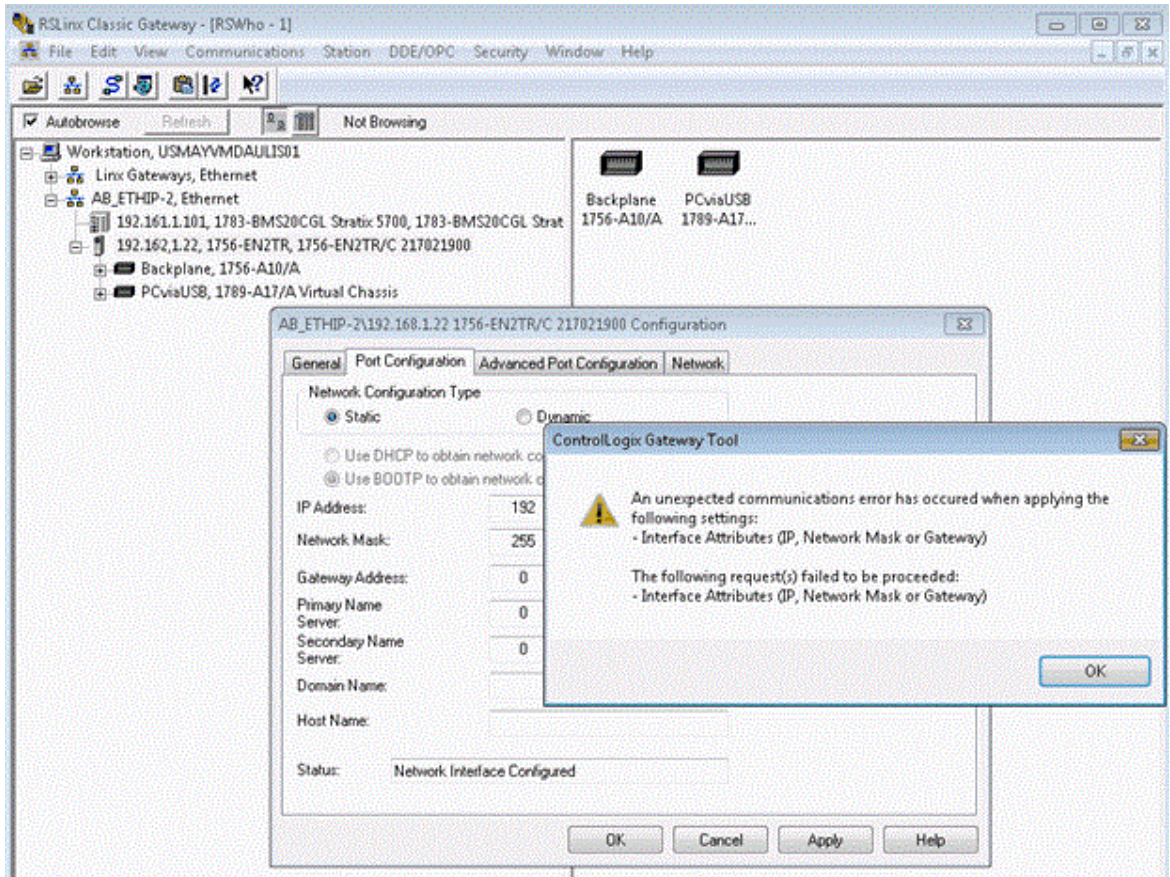 RSLinx Classic Gateway - [RSWho - 1]
File Edit View Communications Station DDE/OPC Security Window Help
Autobrowse Refresh Not Browsing
Workstation, USMAYVMDAULIS01
Linx Gateways, Ethernet
AB_ETHIP-2, Ethernet
192.161.1.101, 1783-BMS20CGL Stratix 5700, 1783-BMS20CGL Strat
192.162,1.22, 1756-EN2TR, 1756-EN2TR/C 217021900
Backplane, 1756-A10/A
PCviaUSB, 1789-A17/A Virtual Chassis
Backplane PCviaUSB
1756-A10/A 1789-A17...
AB_ETHIP-2\192.168.1.22 1756-EN2TR/C 217021900 Configuration
General Port Configuration Advanced Port Configuration Network
Network Configuration Type
Static Dynamic
Use DHCP to obtain network co
Use BOOTP to obtain network c
IP Address: 192
Network Mask: 255
Gateway Address: 0
Primary Name
Server: 0
Secondary Name
Server: 0
Domain Name:
Host Name:
Status: Network Interface Configured
OK Cancel Apply Help
ControlLogix Gateway Tool
An unexpected communications error has occured when applying the
following settings:
- Interface Attributes (IP, Network Mask or Gateway)
The following request(s) failed to be proceeded:
- Interface Attributes (IP, Network Mask or Gateway)
OK